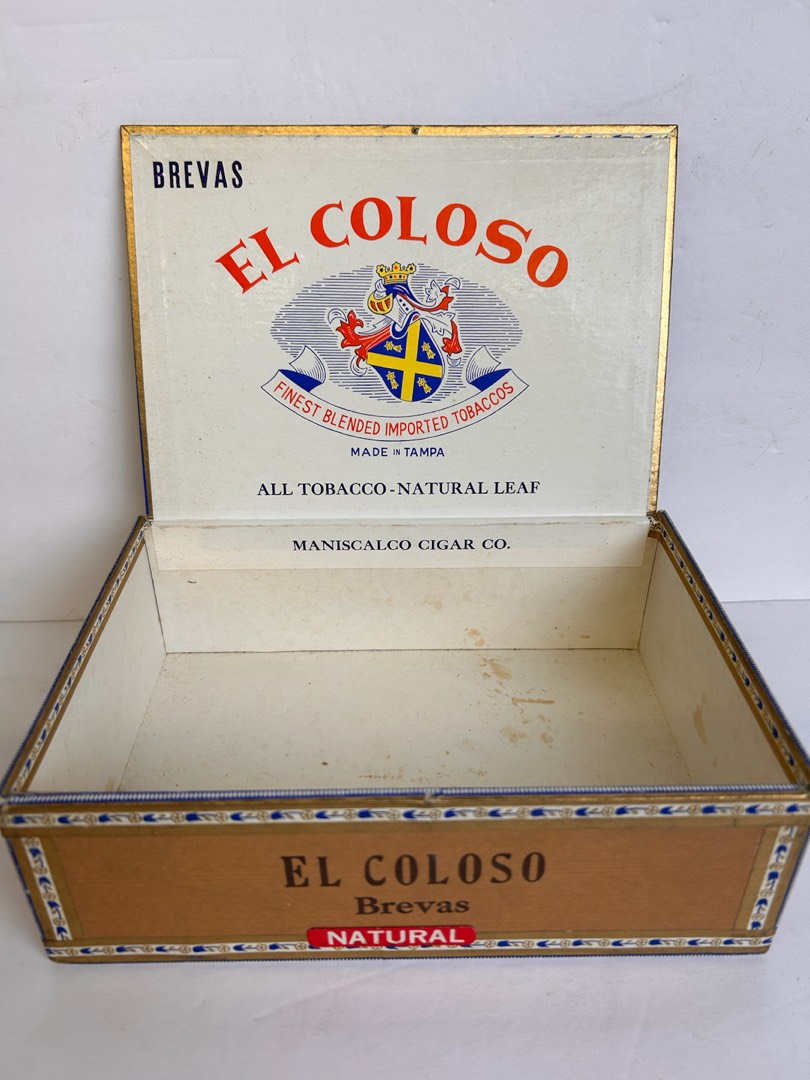 BREVAS
EL COLOSO
FINEST BLENDED IMPORTED TOBACCOS
MADE IN TAMPA
ALL TOBACCO - NATURAL LEAF
MANISCALCO CIGAR CO.
EL COLOSO
Brevas
NATURAL